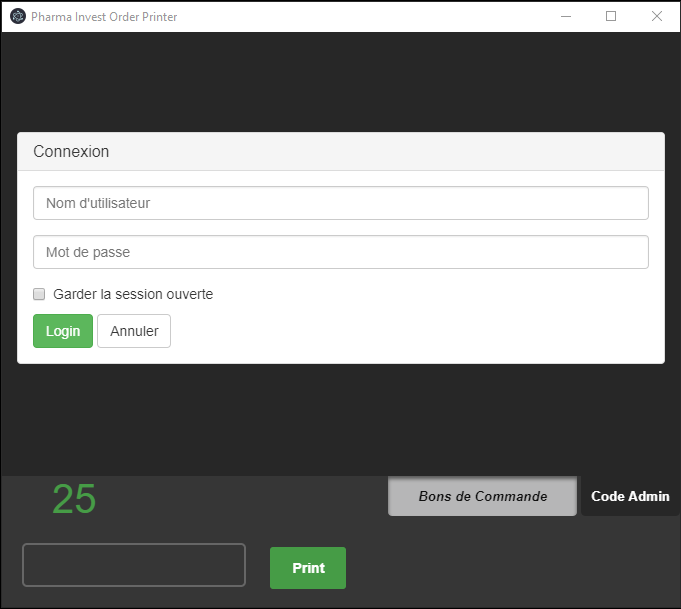 Pharma Invest Order Printer
Connexion
Nom d'utilisateur
Mot de passe
Garder la session ouverte
Login Annuler
25 Bons de Commande Code Admin
Print